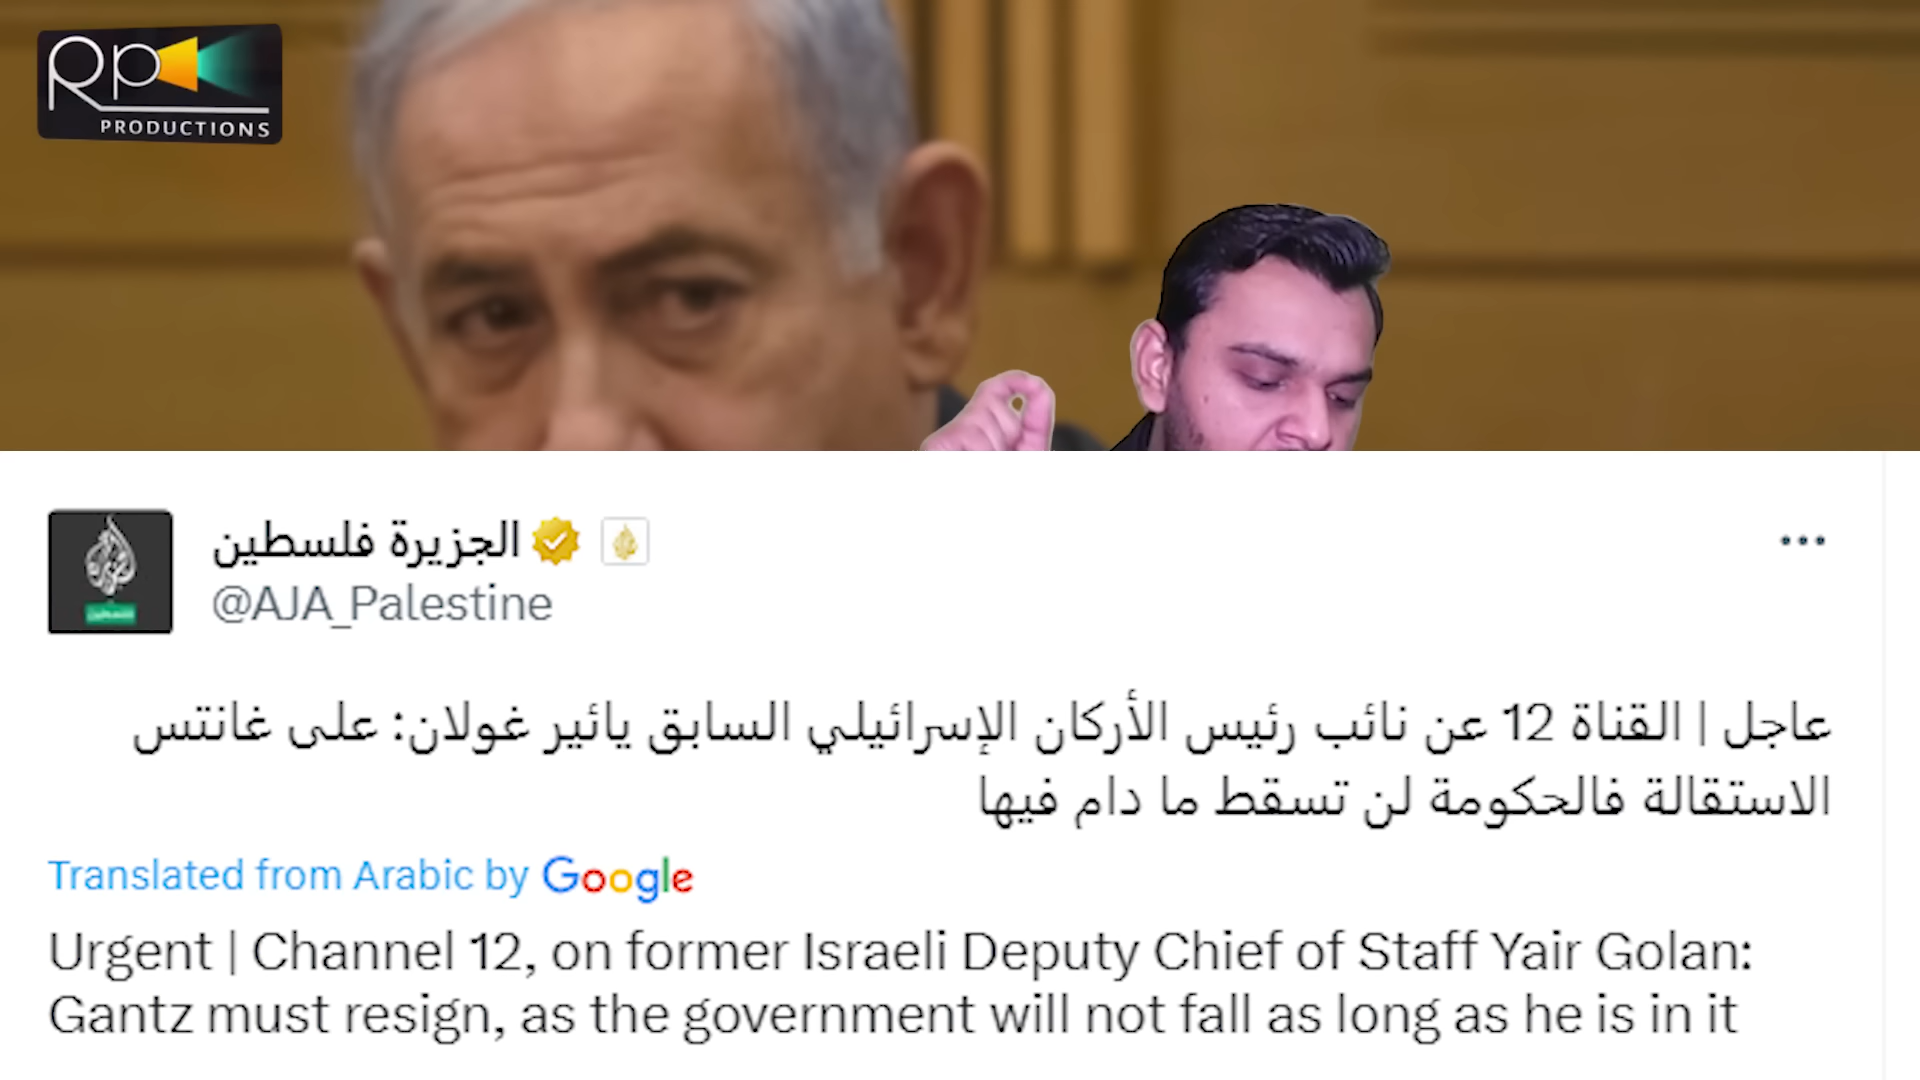 Rp
PRODUCTIONS
الجزيرة فلسطين
@AJA_Palestine
عاجل | القناة 12 عن نائب رئيس الأركان الإسرائيلي السابق يائير غولان: على غانتس
الاستقالة فالحكومة لن تسقط ما دام فيها
Translated from Arabic by Google
Urgent | Channel 12, on former Israeli Deputy Chief of Staff Yair Golan:
Gantz must resign, as the government will not fall as long as he is in it